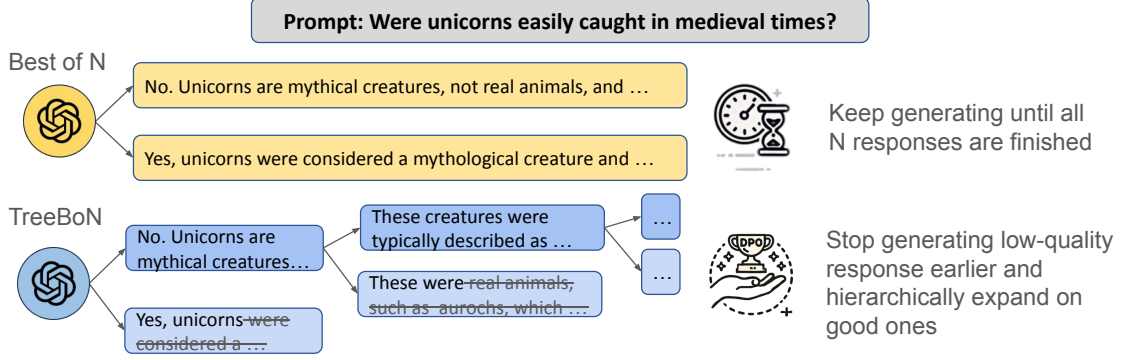 Prompt: Were unicorns easily caught in medieval times?
Best of N
No. Unicorns are mythical creatures, not real animals, and ...
Yes, unicorns were considered a mythological creature and ...
Keep generating until all
N responses are finished
TreeBoN
No. Unicorns are
mythical creatures...
These creatures were
typically described as ...
...
...
These were real animals,
such as aurochs, which ...
Yes, unicorns were
considered a ...
DPO
Stop generating low-quality
response earlier and
hierarchically expand on
good ones